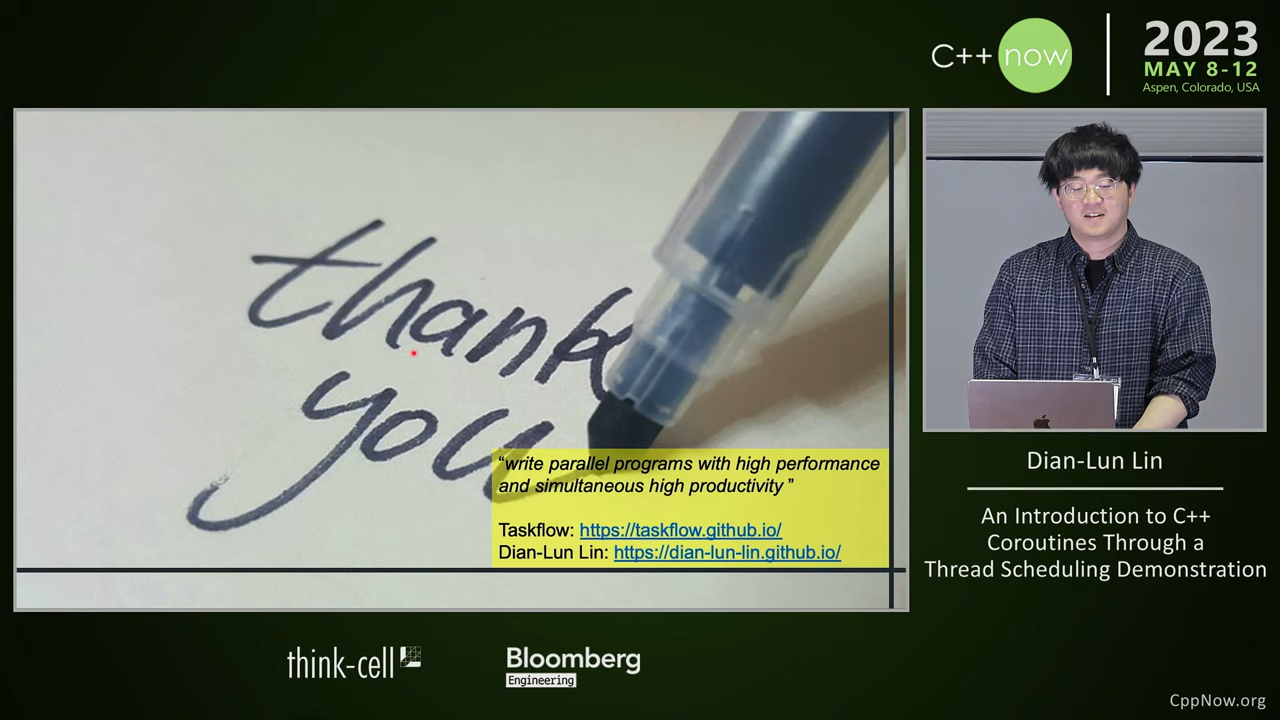 C++ now
2023
MAY 8-12
Aspen, Colorado, USA
thank
you
“write parallel programs with high performance
and simultaneous high productivity ”
Taskflow: https://taskflow.github.io/
Dian-Lun Lin: https://dian-lun-lin.github.io/
Dian-Lun Lin
An Introduction to C++
Coroutines Through a
Thread Scheduling Demonstration
think-cell
Bloomberg
Engineering
CppNow.org